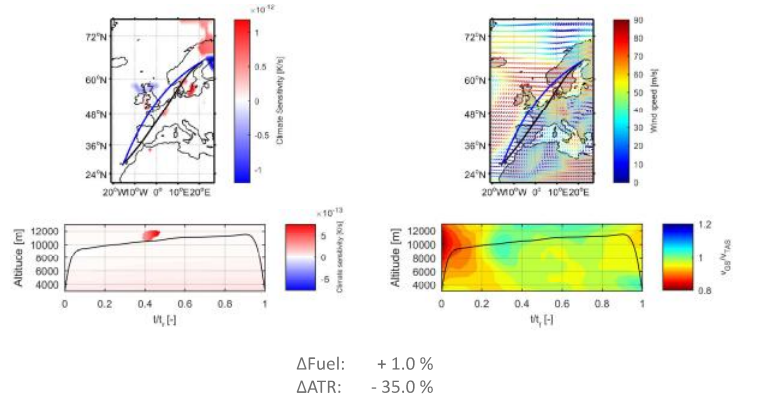 ×10⁻¹²
72°N
60°N
48°N
36°N
24°N
20°W10°W 0° 10°E20°E
1
0.5
0
-0.5
-1
Climate Sensitivity [K/s]
72°N
60°N
48°N
36°N
24°N
20°W10°W 0° 10°E20°E
90
80
70
60
50
40
30
20
10
0
Wind speed [m/s]
12000
10000
8000
6000
4000
Altitude [m]
0 0.2 0.4 0.6 0.8 1
t/tᵣ [-]
×10⁻¹³
5
0
-5
Climate sensitivity [K/s]
12000
10000
8000
6000
4000
Altitude [m]
0 0.2 0.4 0.6 0.8 1
t/tᵣ [-]
1.2
1
0.8
vGS/vTAS
ΔFuel: + 1.0 %
ΔATR: - 35.0 %